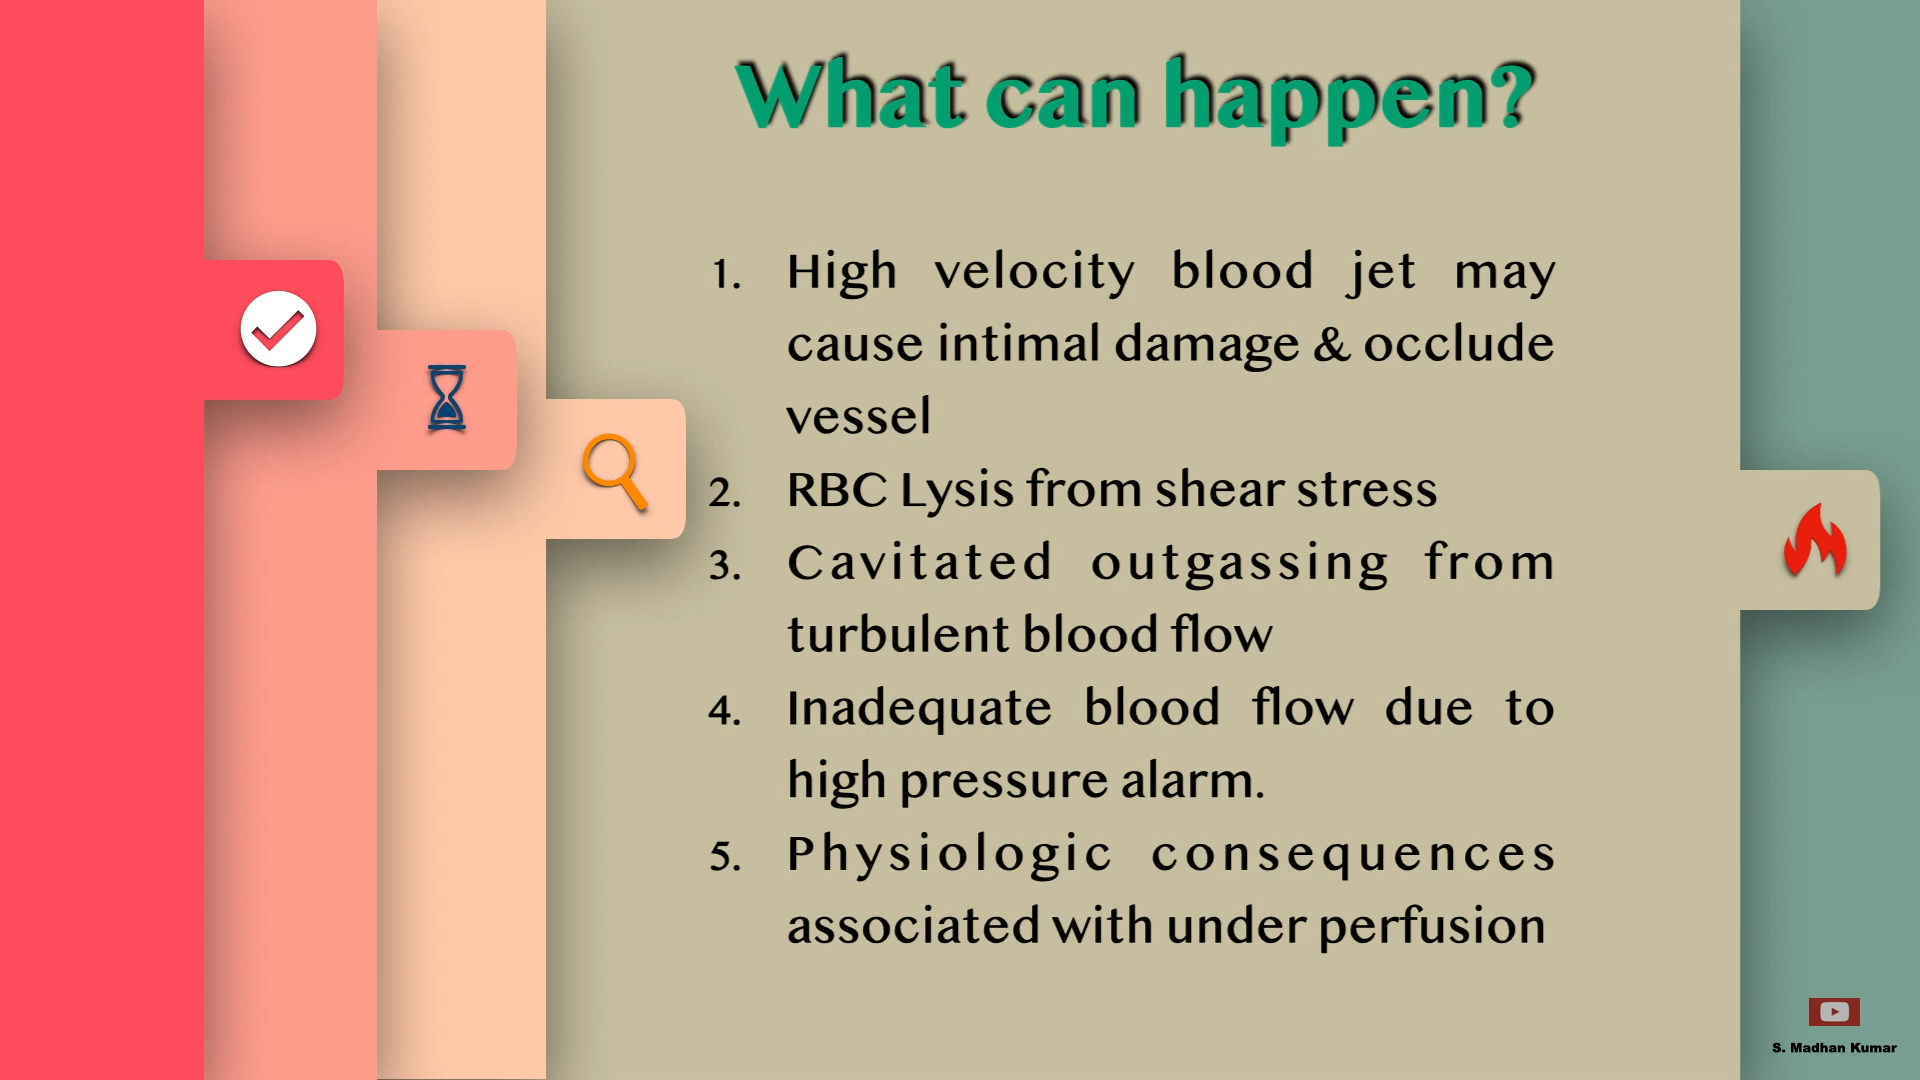 What can happen?
1. High velocity blood jet may
cause intimal damage & occlude
vessel
2. RBC Lysis from shear stress
3. Cavitated outgassing from
turbulent blood flow
4. Inadequate blood flow due to
high pressure alarm.
5. Physiologic consequences
associated with under perfusion
S. Madhan Kumar